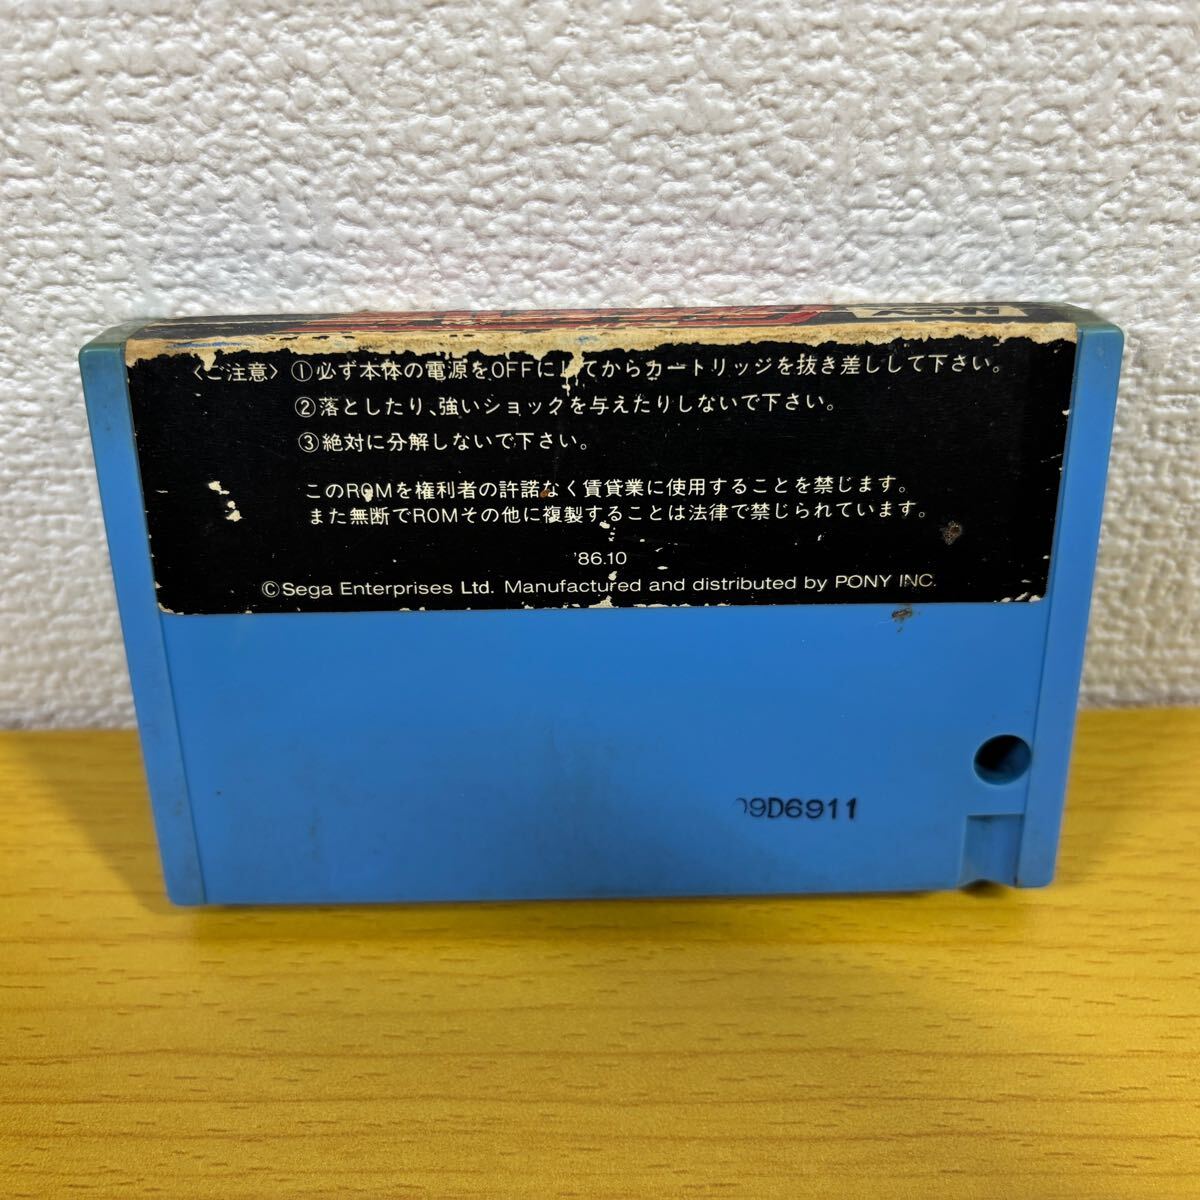 〈ご注意〉①必ず本体の電源をOFFにしてからカートリッジを抜き差しして下さい。
②落としたり、強いショックを与えたりしないで下さい。
③絶対に分解しないで下さい。
このROMを権利者の許諾なく賃貸業に使用することを禁じます。
また無断でROMその他に複製することは法律で禁じられています。
'86.10
©Sega Enterprises Ltd. Manufactured and distributed by PONY INC.
09D6911